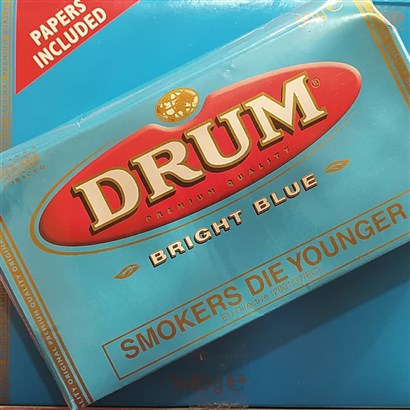 PAPERS
INCLUDED
DRUM®
PREMIUM QUALITY
BRIGHT BLUE
SMOKERS DIE YOUNGER